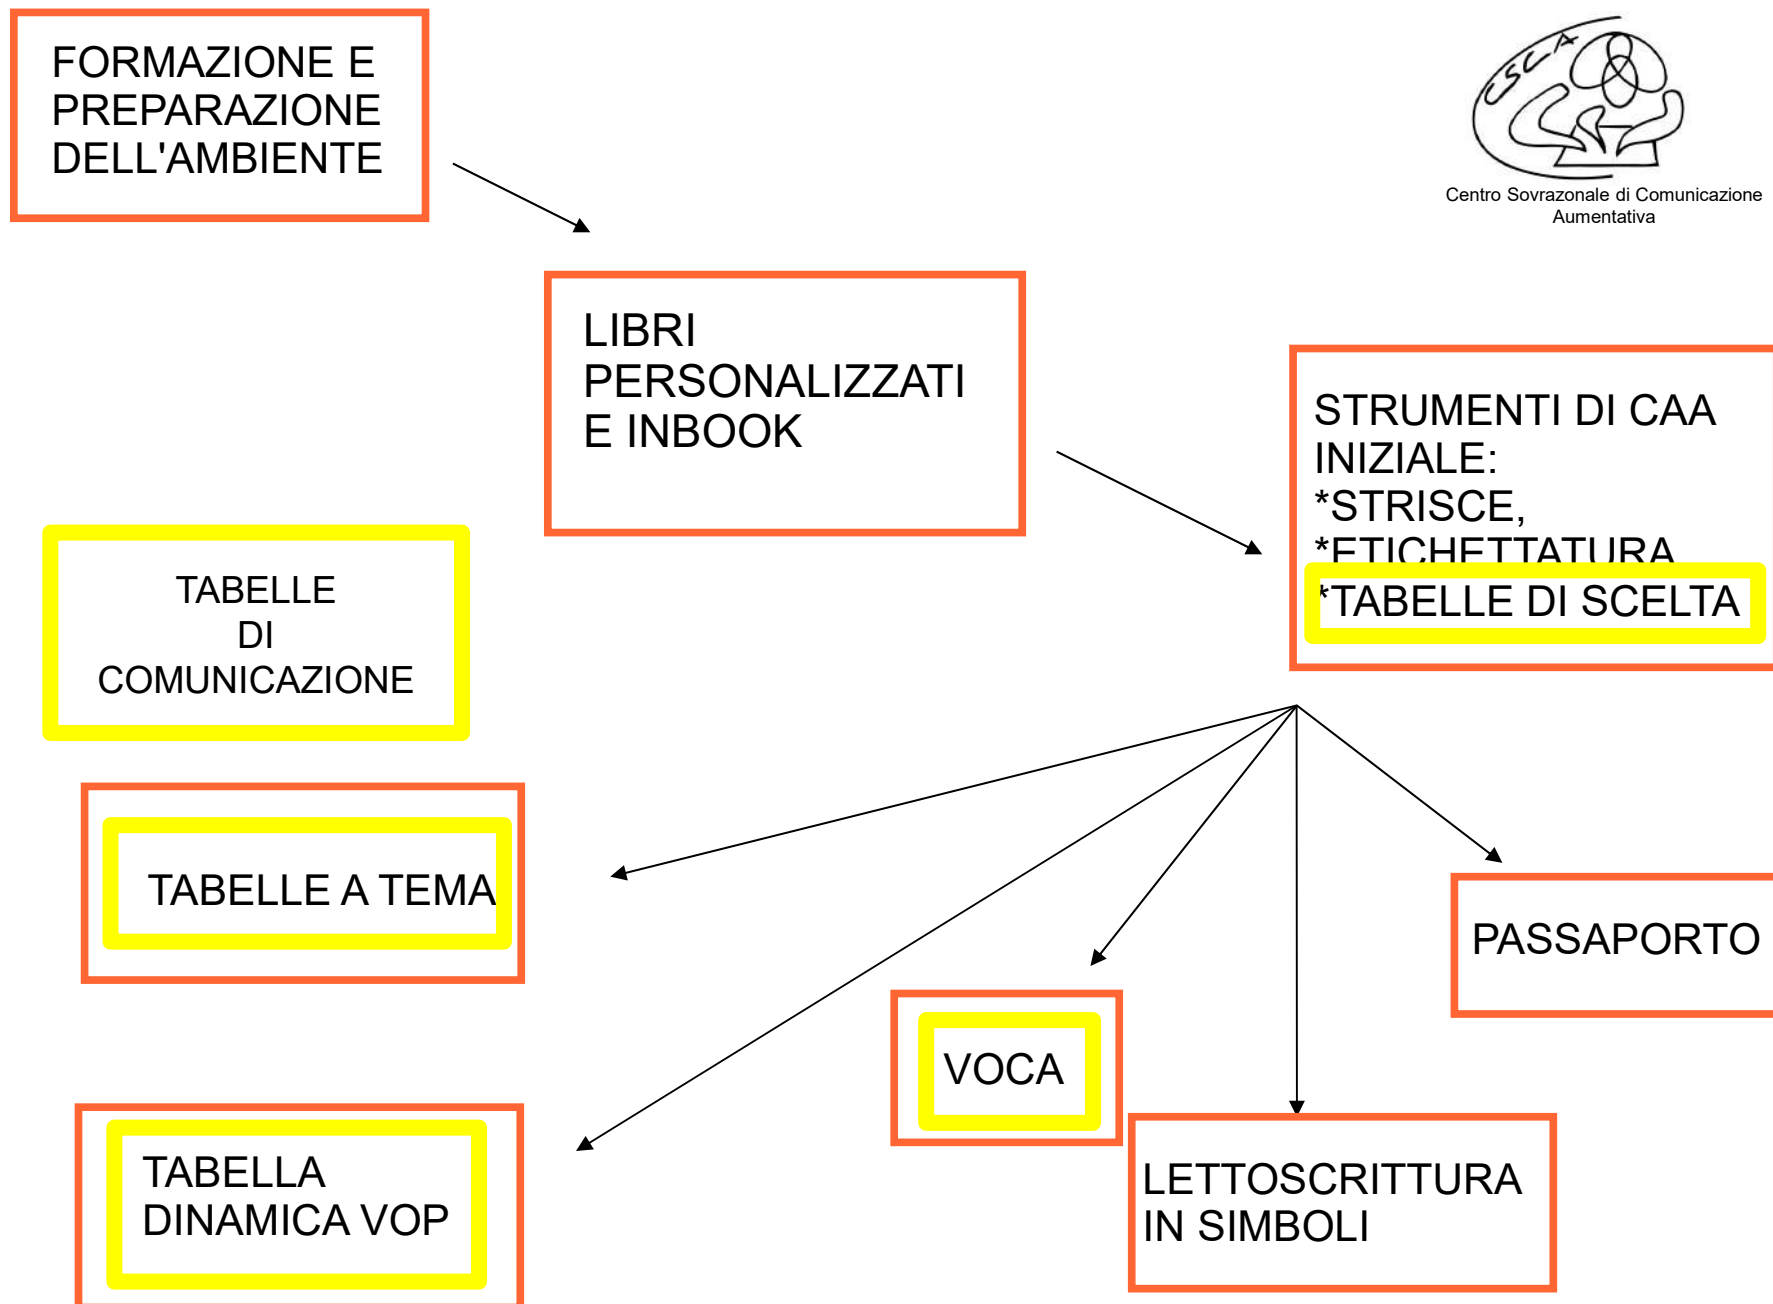 FORMAZIONE E
PREPARAZIONE
DELL'AMBIENTE
CSCA
Centro Sovrazonale di Comunicazione
Aumentativa
LIBRI
PERSONALIZZATI
E INBOOK
STRUMENTI DI CAA
INIZIALE:
*STRISCE,
*ETICHETTATURA
*TABELLE DI SCELTA
TABELLE
DI
COMUNICAZIONE
TABELLE A TEMA
PASSAPORTO
VOCA
TABELLA
DINAMICA VOP
LETTOSCRITTURA
IN SIMBOLI